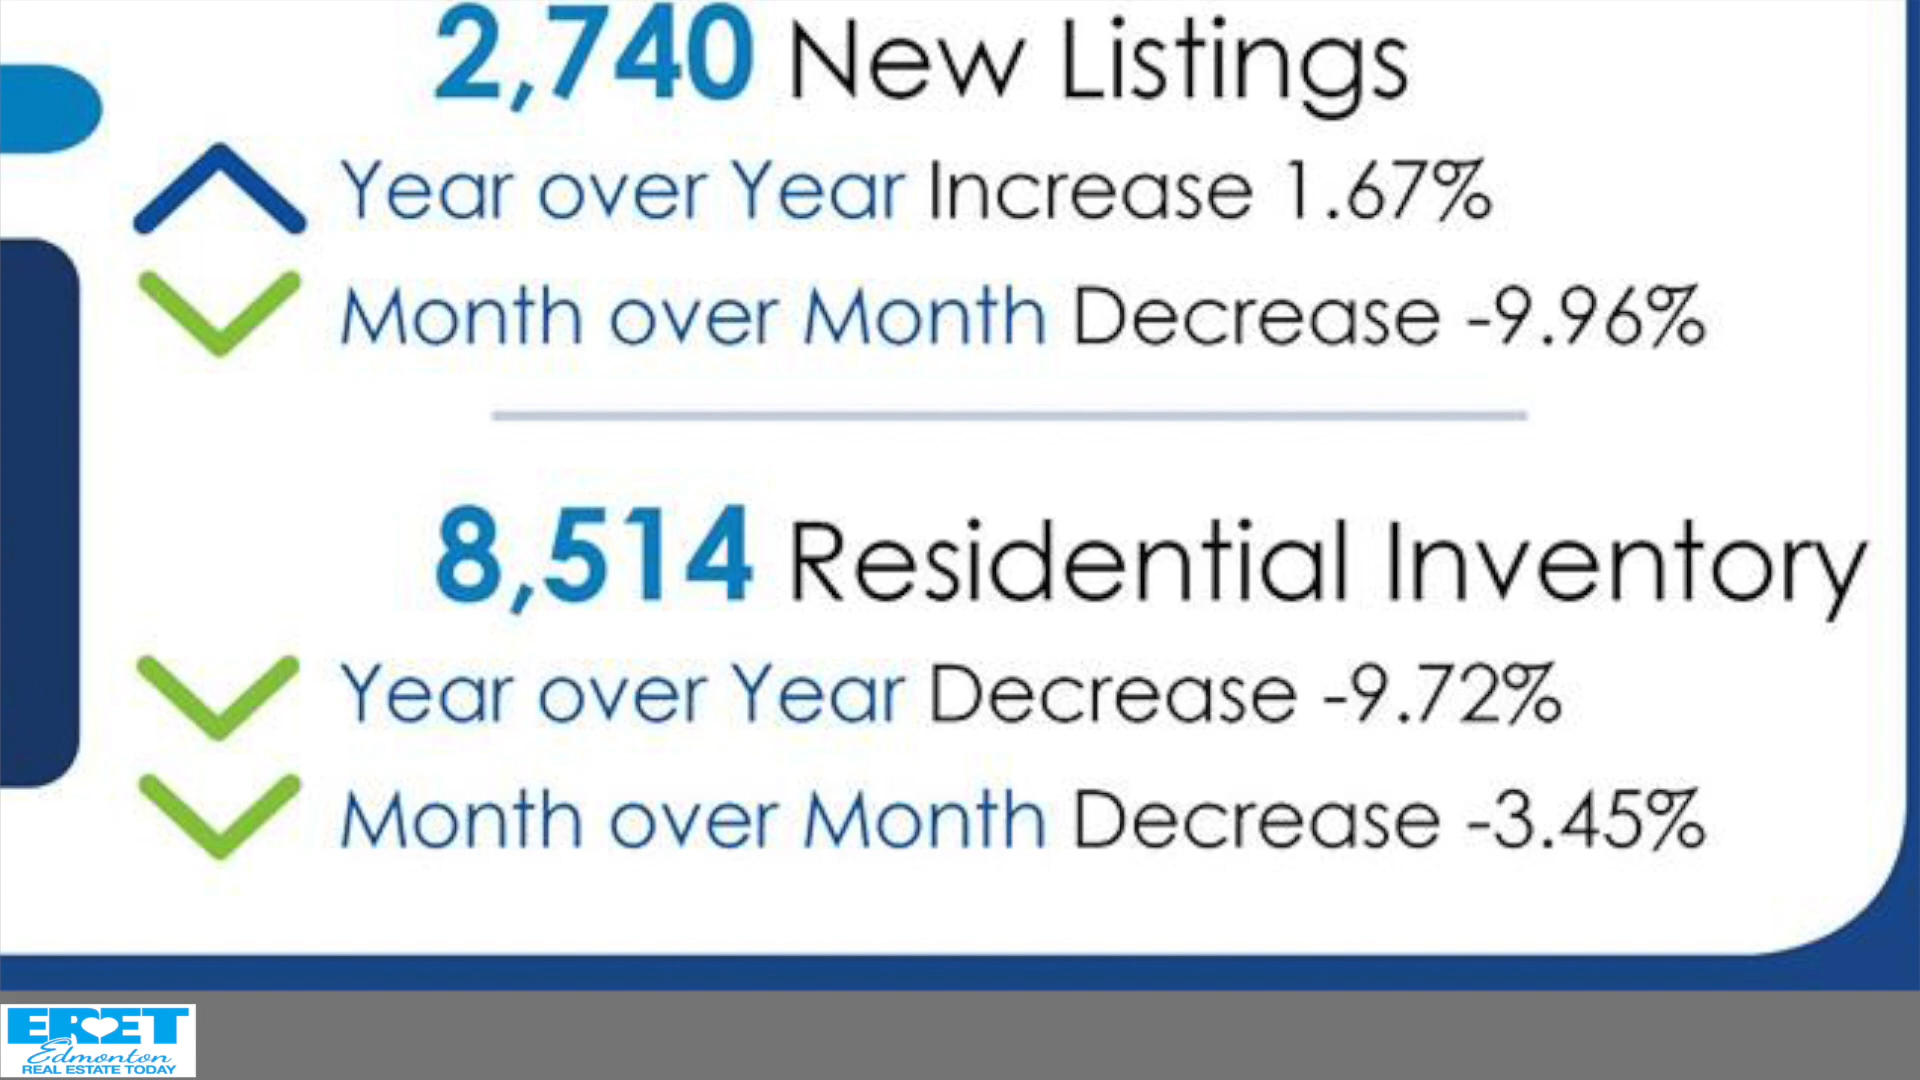 2,740 New Listings
Year over Year Increase 1.67%
Month over Month Decrease -9.96%
8,514 Residential Inventory
Year over Year Decrease -9.72%
Month over Month Decrease -3.45%
ERET
Edmonton
REAL ESTATE TODAY